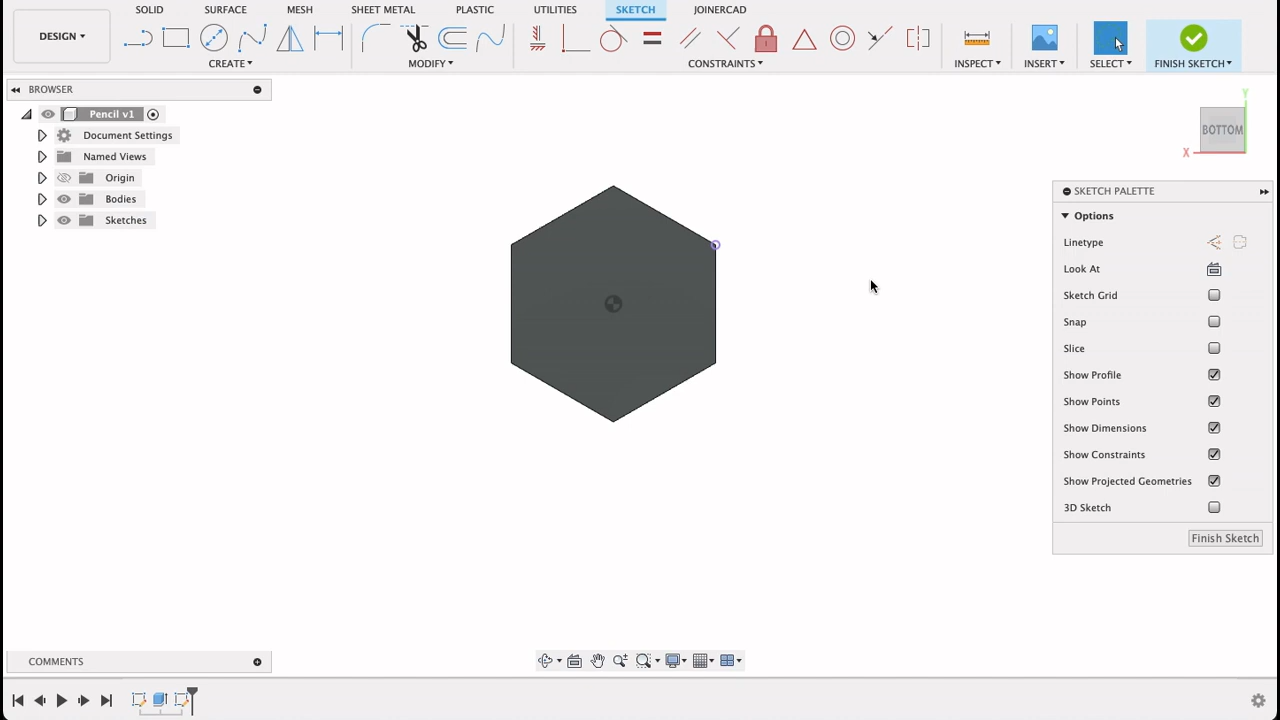 SOLID SURFACE MESH SHEET METAL PLASTIC UTILITIES SKETCH JOINERCAD
DESIGN
CREATE MODIFY CONSTRAINTS INSPECT INSERT SELECT FINISH SKETCH
BROWSER
Pencil v1
Document Settings
Named Views
Origin
Bodies
Sketches
Y
BOTTOM
X
SKETCH PALETTE
Options
Linetype
Look At
Sketch Grid
Snap
Slice
Show Profile
Show Points
Show Dimensions
Show Constraints
Show Projected Geometries
3D Sketch
Finish Sketch
COMMENTS